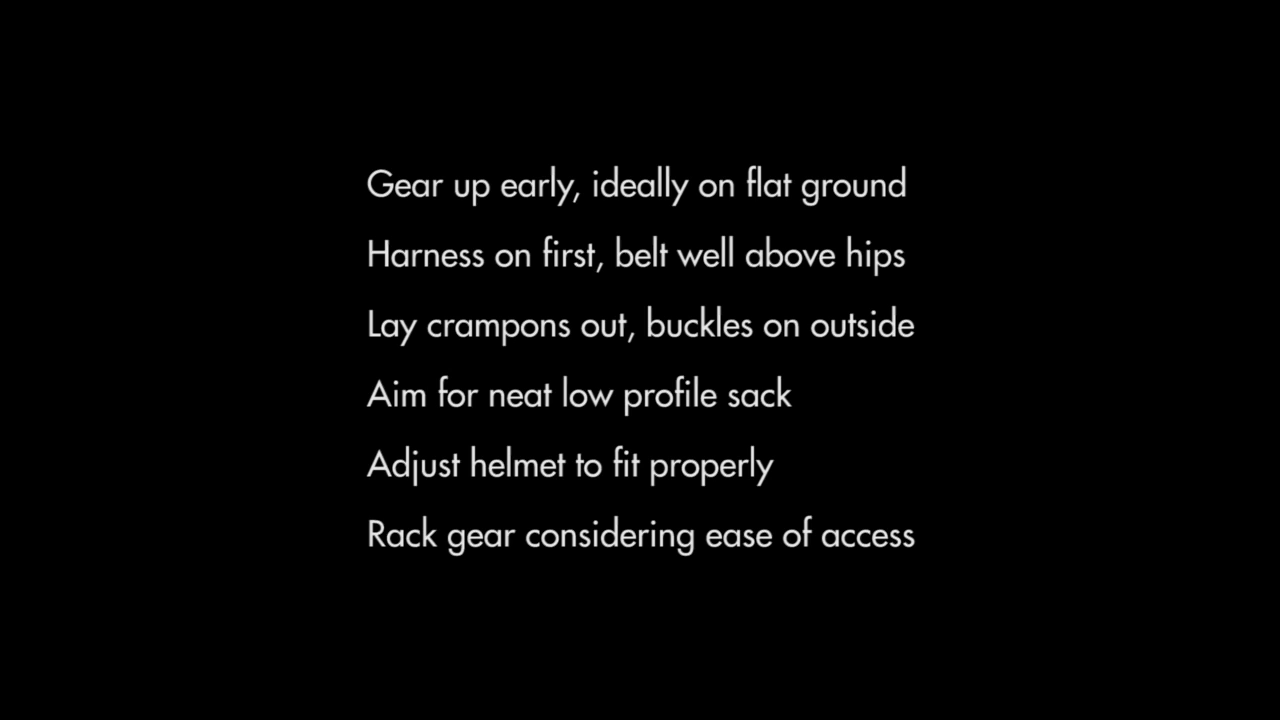 Gear up early, ideally on flat ground
Harness on first, belt well above hips
Lay crampons out, buckles on outside
Aim for neat low profile sack
Adjust helmet to fit properly
Rack gear considering ease of access